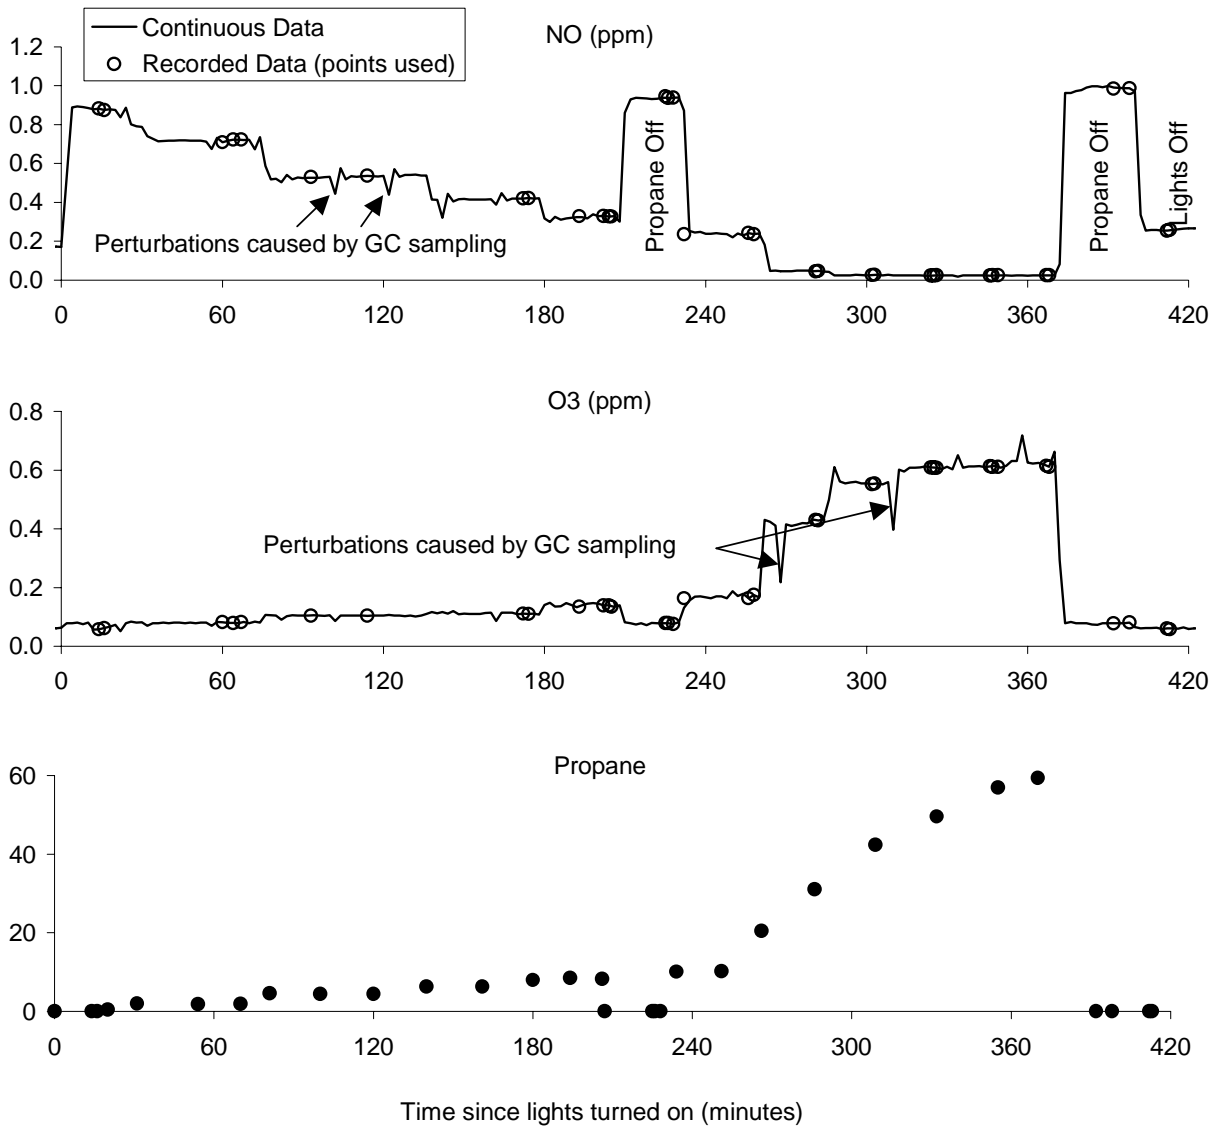 Continuous Data
Recorded Data (points used)
NO (ppm)
1.2
1.0
0.8
0.6
0.4
0.2
0.0
Propane Off
Propane Off
Lights Off
Perturbations caused by GC sampling
0 60 120 180 240 300 360 420
O3 (ppm)
0.8
0.6
0.4
0.2
0.0
Perturbations caused by GC sampling
0 60 120 180 240 300 360 420
Propane
60
40
20
0
0 60 120 180 240 300 360 420
Time since lights turned on (minutes)